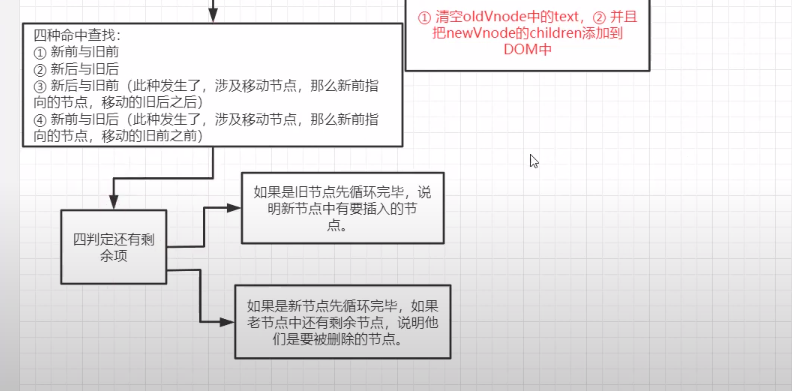 ① 清空oldVnode中的text，② 并且
把newVnode的children添加到
DOM中
四种命中查找：
① 新前与旧前
② 新后与旧后
③ 新后与旧前（此种发生了，涉及移动节点，那么新前指
向的节点，移动的旧后之后）
④ 新前与旧后（此种发生了，涉及移动节点，那么新前指
向的节点，移动的旧前之前）
如果是旧节点先循环完毕，说
明新节点中有要插入的节
点。
四判定还有剩
余项
如果是新节点先循环完毕，如果
老节点中还有剩余节点，说明他
们是要被删除的节点。